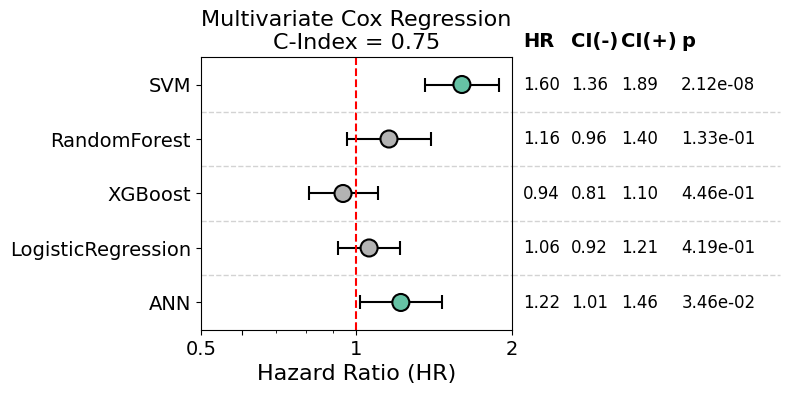 Multivariate Cox Regression
C-Index = 0.75
HR CI(-) CI(+) p
SVM 1.60 1.36 1.89 2.12e-08
RandomForest 1.16 0.96 1.40 1.33e-01
XGBoost 0.94 0.81 1.10 4.46e-01
LogisticRegression 1.06 0.92 1.21 4.19e-01
ANN 1.22 1.01 1.46 3.46e-02
0.5 1 2
Hazard Ratio (HR)